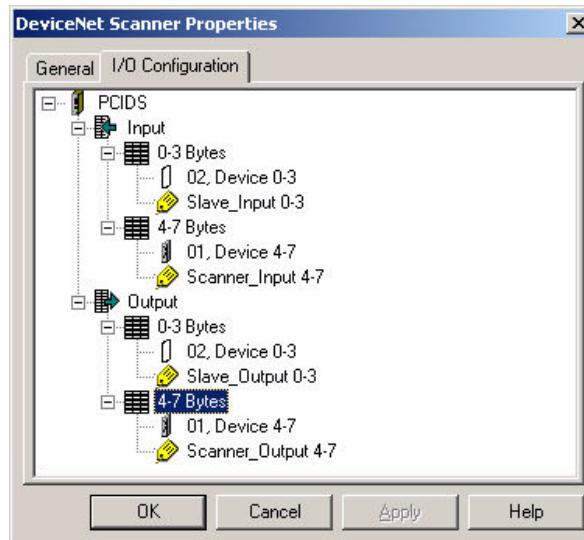 DeviceNet Scanner Properties
General
I/O Configuration
PCIDS
Input
0-3 Bytes
02, Device 0-3
Slave_Input 0-3
4-7 Bytes
01, Device 4-7
Scanner_Input 4-7
Output
0-3 Bytes
02, Device 0-3
Slave_Output 0-3
4-7 Bytes
01, Device 4-7
Scanner_Output 4-7
OK
Cancel
Apply
Help